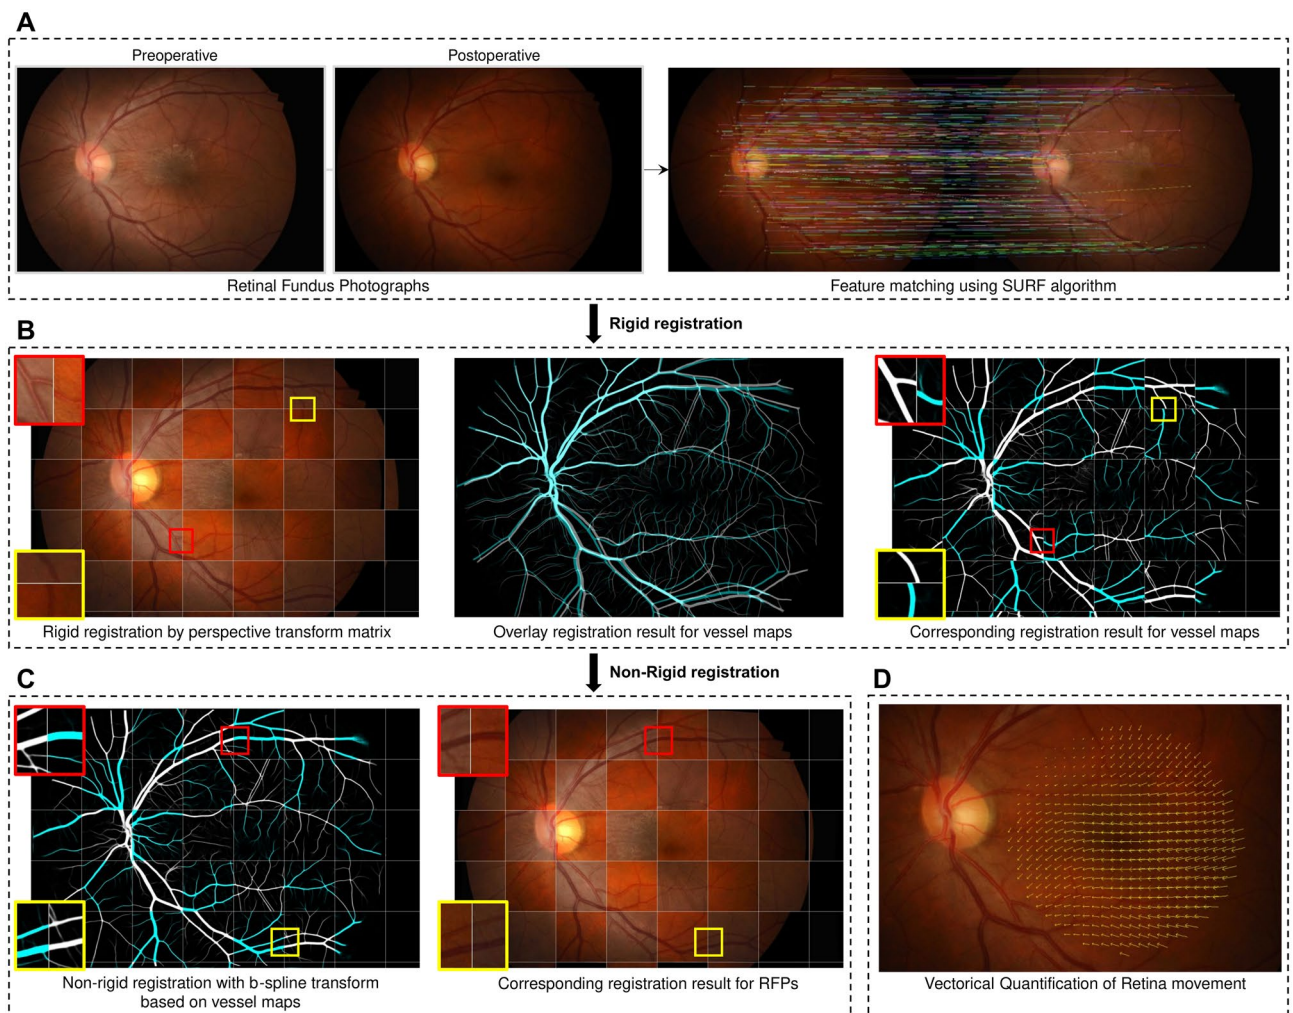 A
Preoperative
Postoperative
Retinal Fundus Photographs
Feature matching using SURF algorithm
Rigid registration
B
Rigid registration by perspective transform matrix
Overlay registration result for vessel maps
Corresponding registration result for vessel maps
Non-Rigid registration
C
Non-rigid registration with b-spline transform
based on vessel maps
Corresponding registration result for RFPs
D
Vectorical Quantification of Retina movement